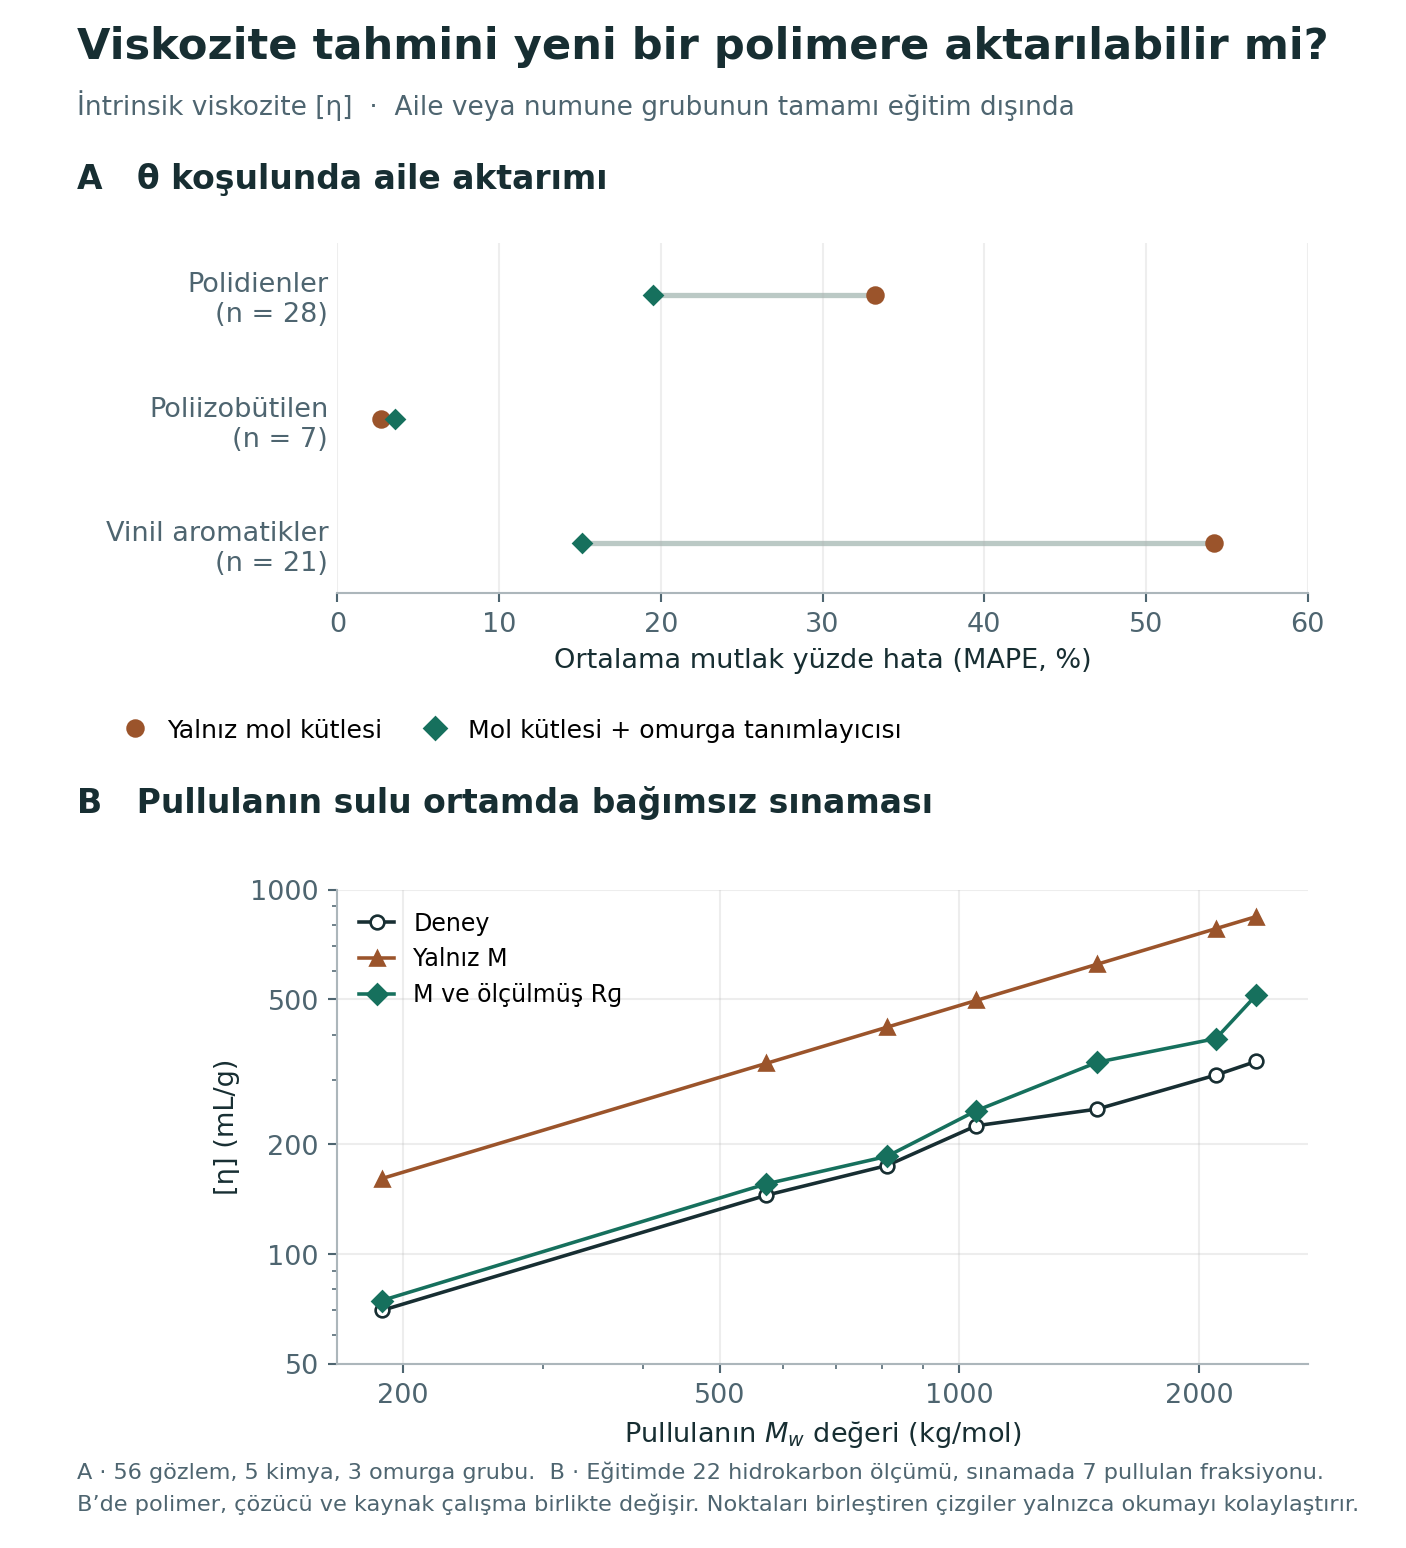 Viskozite tahmini yeni bir polimere aktarılabilir mi?
İntrinsik viskozite [η] · Aile veya numune grubunun tamamı eğitim dışında
A θ koşulunda aile aktarımı
Polidienler
(n = 28)
Poliizobütilen
(n = 7)
Vinil aromatikler
(n = 21)
0 10 20 30 40 50 60
Ortalama mutlak yüzde hata (MAPE, %)
Yalnız mol kütlesi Mol kütlesi + omurga tanımlayıcısı
B Pullulanın sulu ortamda bağımsız sınaması
1000
500
200
100
50
[η] (mL/g)
Deney
Yalnız M
M ve ölçülmüş Rg
200 500 1000 2000
Pullulanın Mw değeri (kg/mol)
A · 56 gözlem, 5 kimya, 3 omurga grubu. B · Eğitimde 22 hidrokarbon ölçümü, sınamada 7 pullulan fraksiyonu.
B’de polimer, çözücü ve kaynak çalışma birlikte değişir. Noktaları birleştiren çizgiler yalnızca okumayı kolaylaştırır.